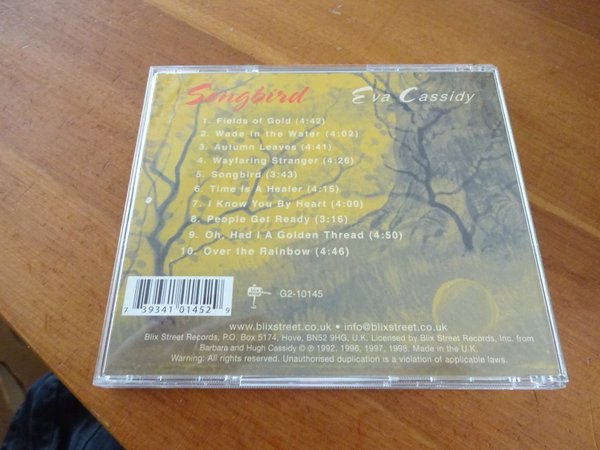 Songbird Eva Cassidy
1. Fields of Gold (4:42)
2. Wade in the Water (4:02)
3. Autumn Leaves (4:41)
4. Wayfaring Stranger (4:26)
5. Songbird (3:43)
6. Time Is A Healer (4:15)
7. I Know You By Heart (4:00)
8. People Get Ready (3:16)
9. Oh, Had I A Golden Thread (4:50)
10. Over the Rainbow (4:46)
7 39341 01452 9
G2-10145
www.blixstreet.co.uk • info@blixstreet.co.uk
Blix Street Records, P.O. Box 5174, Hove, BN52 9HG, U.K. Licensed by Blix Street Records, Inc. from
Barbara and Hugh Cassidy © ℗ 1992, 1996, 1997, 1998. Made in the U.K.
Warning: All rights reserved. Unauthorised duplication is a violation of applicable laws.